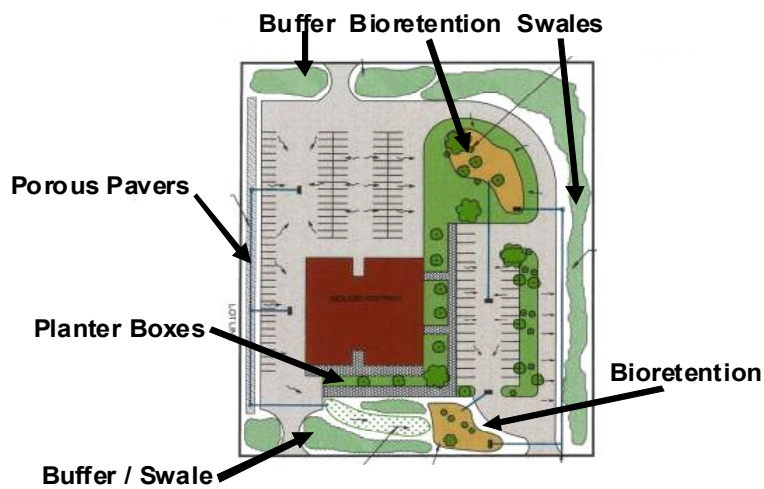 Buffer Bioretention Swales
Porous Pavers
Planter Boxes
Bioretention
Buffer / Swale